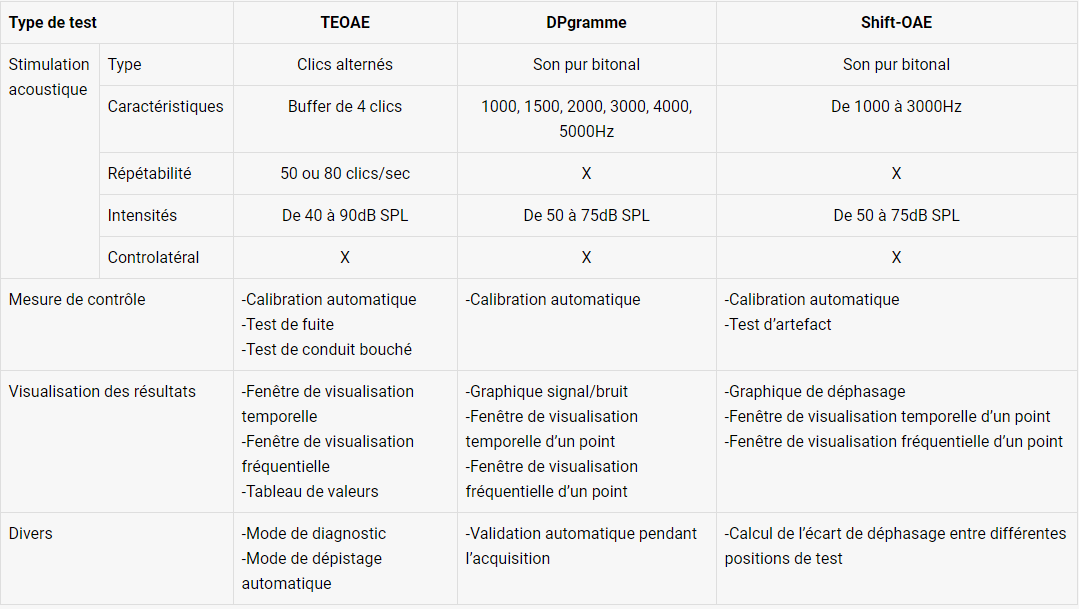 Type de test
TEOAE
DPgramme
Shift-OAE
Stimulation
acoustique
Type
Clics alternés
Son pur bitonal
Son pur bitonal
Caractéristiques
Buffer de 4 clics
1000, 1500, 2000, 3000, 4000,
5000Hz
De 1000 à 3000Hz
Répétabilité
50 ou 80 clics/sec
X
X
Intensités
De 40 à 90dB SPL
De 50 à 75dB SPL
De 50 à 75dB SPL
Controlatéral
X
X
X
Mesure de contrôle
-Calibration automatique
-Test de fuite
-Test de conduit bouché
-Calibration automatique
-Calibration automatique
-Test d’artefact
Visualisation des résultats
-Fenêtre de visualisation
temporelle
-Fenêtre de visualisation
fréquentielle
-Tableau de valeurs
-Graphique signal/bruit
-Fenêtre de visualisation
temporelle d’un point
-Fenêtre de visualisation
fréquentielle d’un point
-Graphique de déphasage
-Fenêtre de visualisation temporelle d’un point
-Fenêtre de visualisation fréquentielle d’un point
Divers
-Mode de diagnostic
-Mode de dépistage
automatique
-Validation automatique pendant
l’acquisition
-Calcul de l’écart de déphasage entre différentes
positions de test